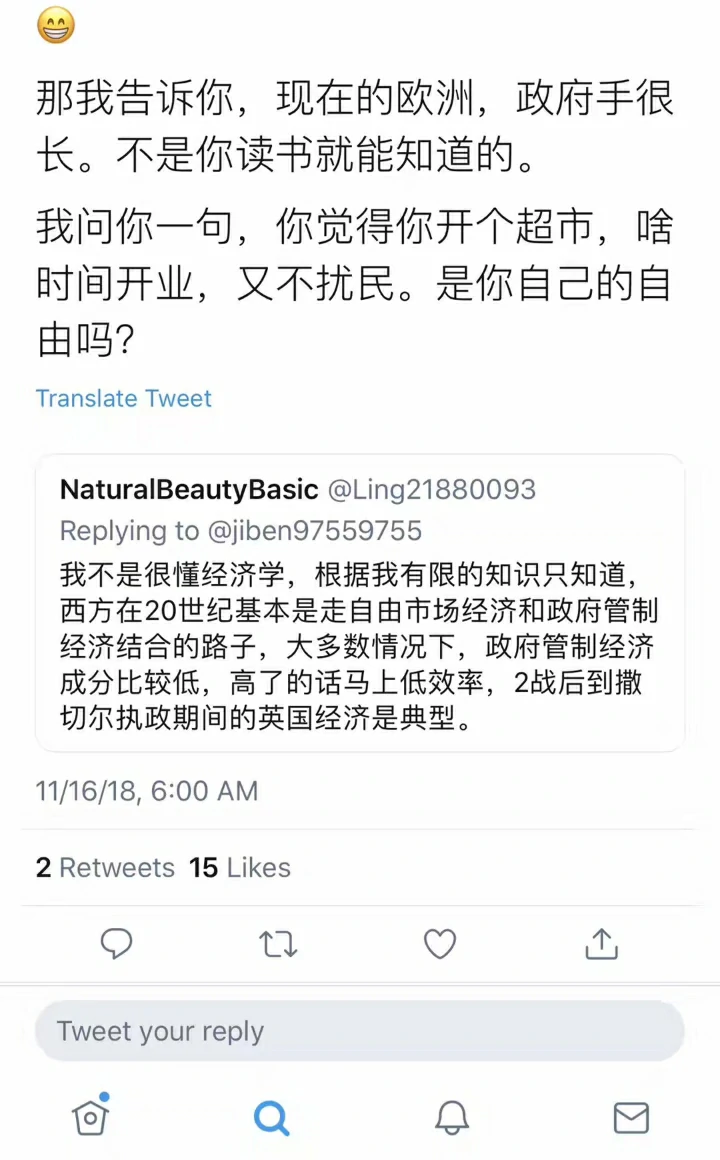 😁
那我告诉你，现在的欧洲，政府手很
长。不是你读书就能知道的。
我问你一句，你觉得你开个超市，啥
时间开业，又不扰民。是你自己的自
由吗？
Translate Tweet
NaturalBeautyBasic @Ling21880093
Replying to @jiben97559755
我不是很懂经济学，根据我有限的知识只知道，
西方在20世纪基本是走自由市场经济和政府管制
经济结合的路子，大多数情况下，政府管制经济
成分比较低，高了的话马上低效率，2战后到撒
切尔执政期间的英国经济是典型。
11/16/18, 6:00 AM
2 Retweets 15 Likes
Tweet your reply